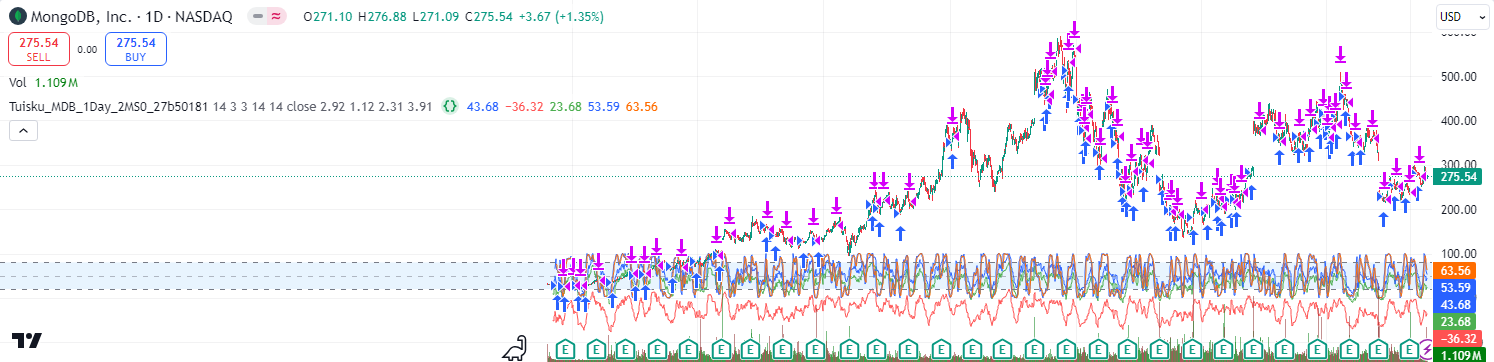 MongoDB, Inc. · 1D · NASDAQ O271.10 H276.88 L271.09 C275.54 +3.67 (+1.35%)
USD
275.54 SELL 0.00 275.54 BUY
Vol 1.109 M
Tuisku_MDB_1Day_2MS0_27b50181 14 3 3 14 14 close 2.92 1.12 2.31 3.91 {} 43.68 −36.32 23.68 53.59 63.56
500.00
400.00
300.00
275.54
200.00
100.00
63.56
53.59
43.68
23.68
−36.32
1.109 M
E E E E E E E E E E E E E E E E E E E E E E E E E E E E